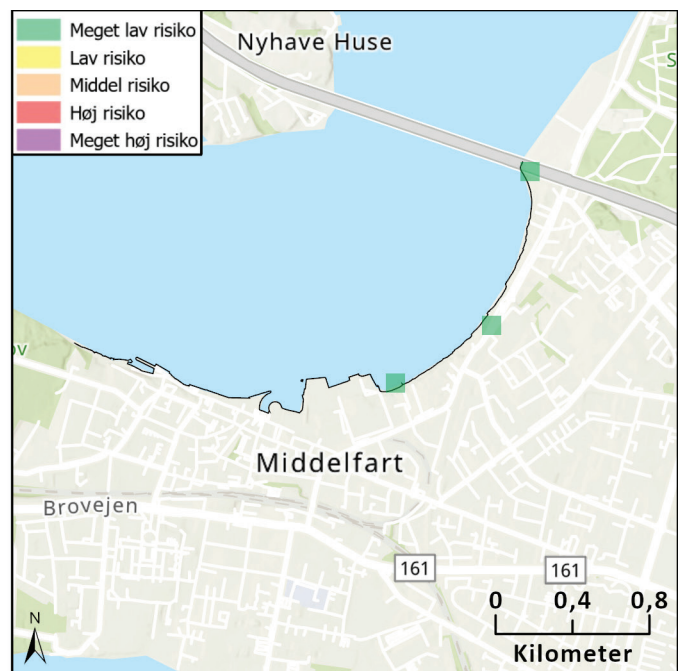 Meget lav risiko
Lav risiko
Middel risiko
Høj risiko
Meget høj risiko
Nyhave Huse
S
ov
Middelfart
Brovejen
161
161
0 0,4 0,8
Kilometer
N